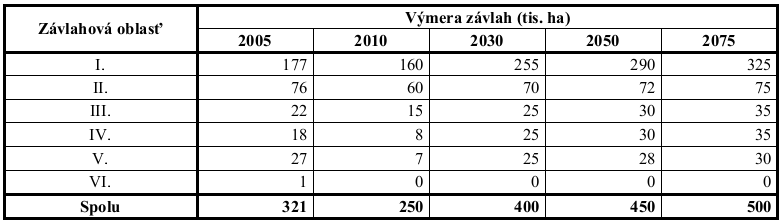 Závlahová oblasť Výmera závlah (tis. ha)
2005 2010 2030 2050 2075
I. 177 160 255 290 325
II. 76 60 70 72 75
III. 22 15 25 30 35
IV. 18 8 25 30 35
V. 27 7 25 28 30
VI. 1 0 0 0 0
Spolu 321 250 400 450 500